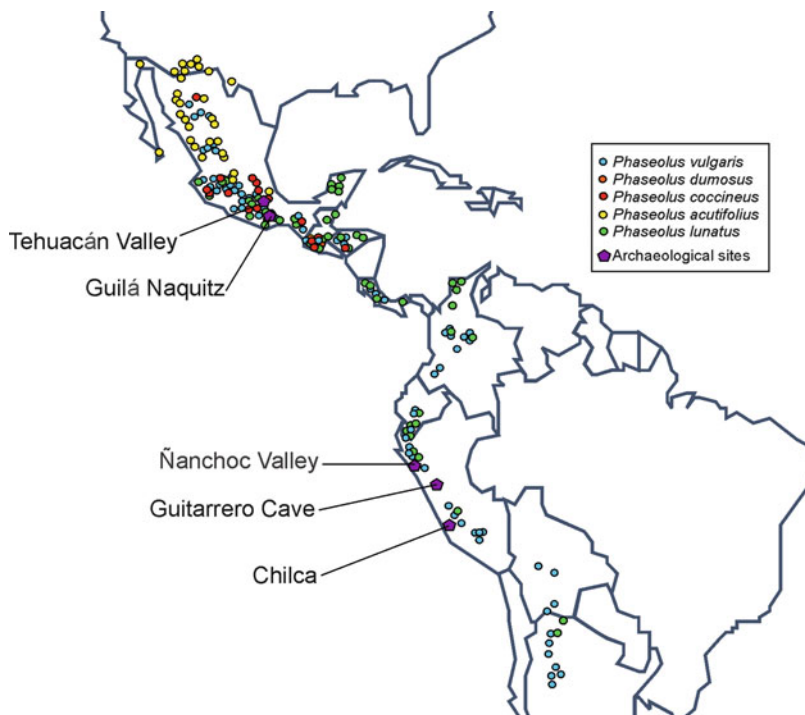 Phaseolus vulgaris
Phaseolus dumosus
Phaseolus coccineus
Phaseolus acutifolius
Phaseolus lunatus
Archaeological sites
Tehuacán Valley
Guilá Naquitz
Ñanchoc Valley
Guitarrero Cave
Chilca